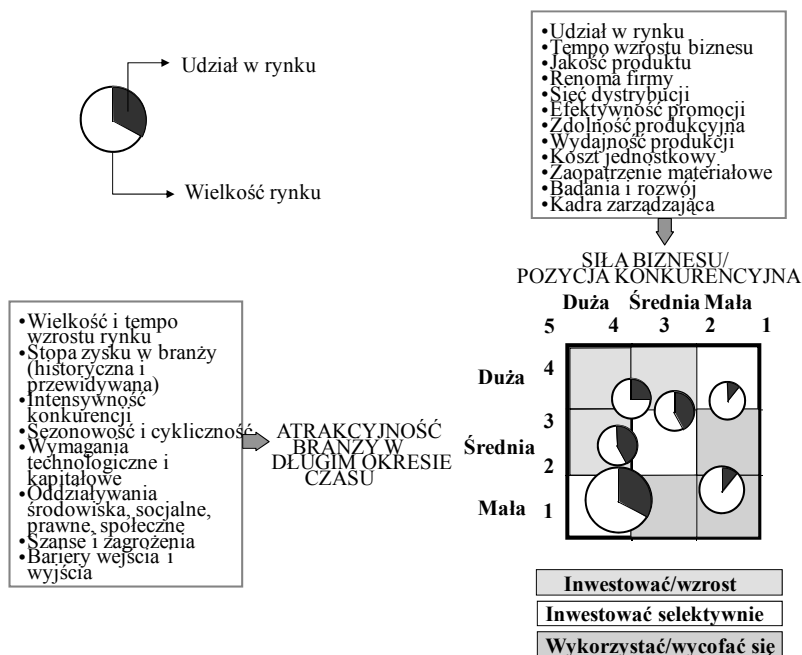 Udział w rynku
Wielkość rynku
•Udział w rynku
•Tempo wzrostu biznesu
•Jakość produktu
•Renoma firmy
•Sieć dystrybucji
•Efektywność promocji
•Zdolność produkcyjna
•Wydajność produkcji
•Koszt jednostkowy
•Zaopatrzenie materiałowe
•Badania i rozwój
•Kadra zarządzająca
SIŁA BIZNESU/
POZYCJA KONKURENCYJNA
Duża Średnia Mała
5 4 3 2 1
•Wielkość i tempo
wzrostu rynku
•Stopa zysku w branży
(historyczna i
przewidywana)
•Intensywność
konkurencji
•Sezonowość i cykliczność
•Wymagania
technologiczne i
kapitałowe
•Oddziaływania
środowiska, socjalne,
prawne, społeczne
•Szanse i zagrożenia
•Bariery wejścia i
wyjścia
ATRAKCYJNOŚĆ
BRANŻY W
DŁUGIM OKRESIE
CZASU
Duża 4
3
Średnia
2
Mała 1
Inwestować/wzrost
Inwestować selektywnie
Wykorzystać/wycofać się